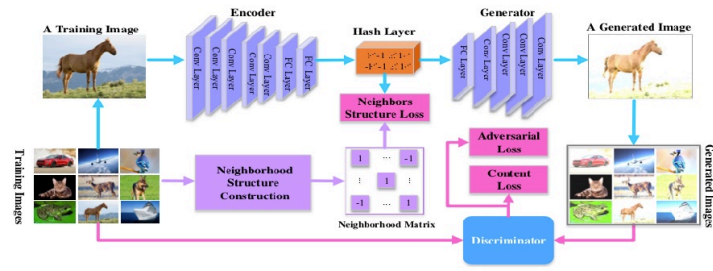 A Training Image
Encoder
Hash Layer
Generator
A Generated Image
Conv Layer
Conv Layer
Conv Layer
Conv Layer
Conv Layer
FC Layer
FC Layer
FC Layer
Conv Layer
Conv Layer
Conv Layer
Conv Layer
Neighbors
Structure Loss
Training Images
Neighborhood
Structure
Construction
1 ... -1
⋮ 1 ⋮
-1 ... 1
Neighborhood Matrix
Adversarial
Loss
Content
Loss
Discriminator
Generated Images